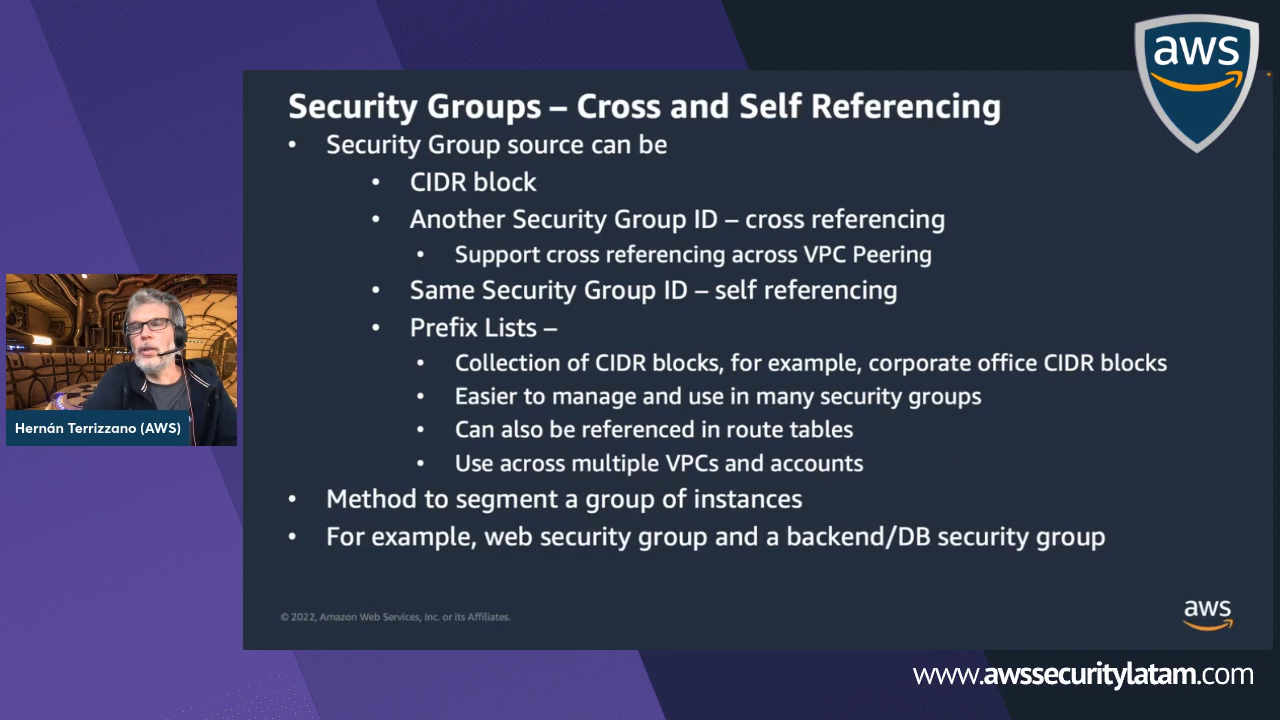 aws
Security Groups – Cross and Self Referencing
• Security Group source can be
• CIDR block
• Another Security Group ID – cross referencing
• Support cross referencing across VPC Peering
• Same Security Group ID – self referencing
• Prefix Lists –
• Collection of CIDR blocks, for example, corporate office CIDR blocks
• Easier to manage and use in many security groups
• Can also be referenced in route tables
• Use across multiple VPCs and accounts
• Method to segment a group of instances
• For example, web security group and a backend/DB security group
Hernán Terrizzano (AWS)
© 2022, Amazon Web Services, Inc. or its Affiliates.
aws
www.awssecuritylatam.com